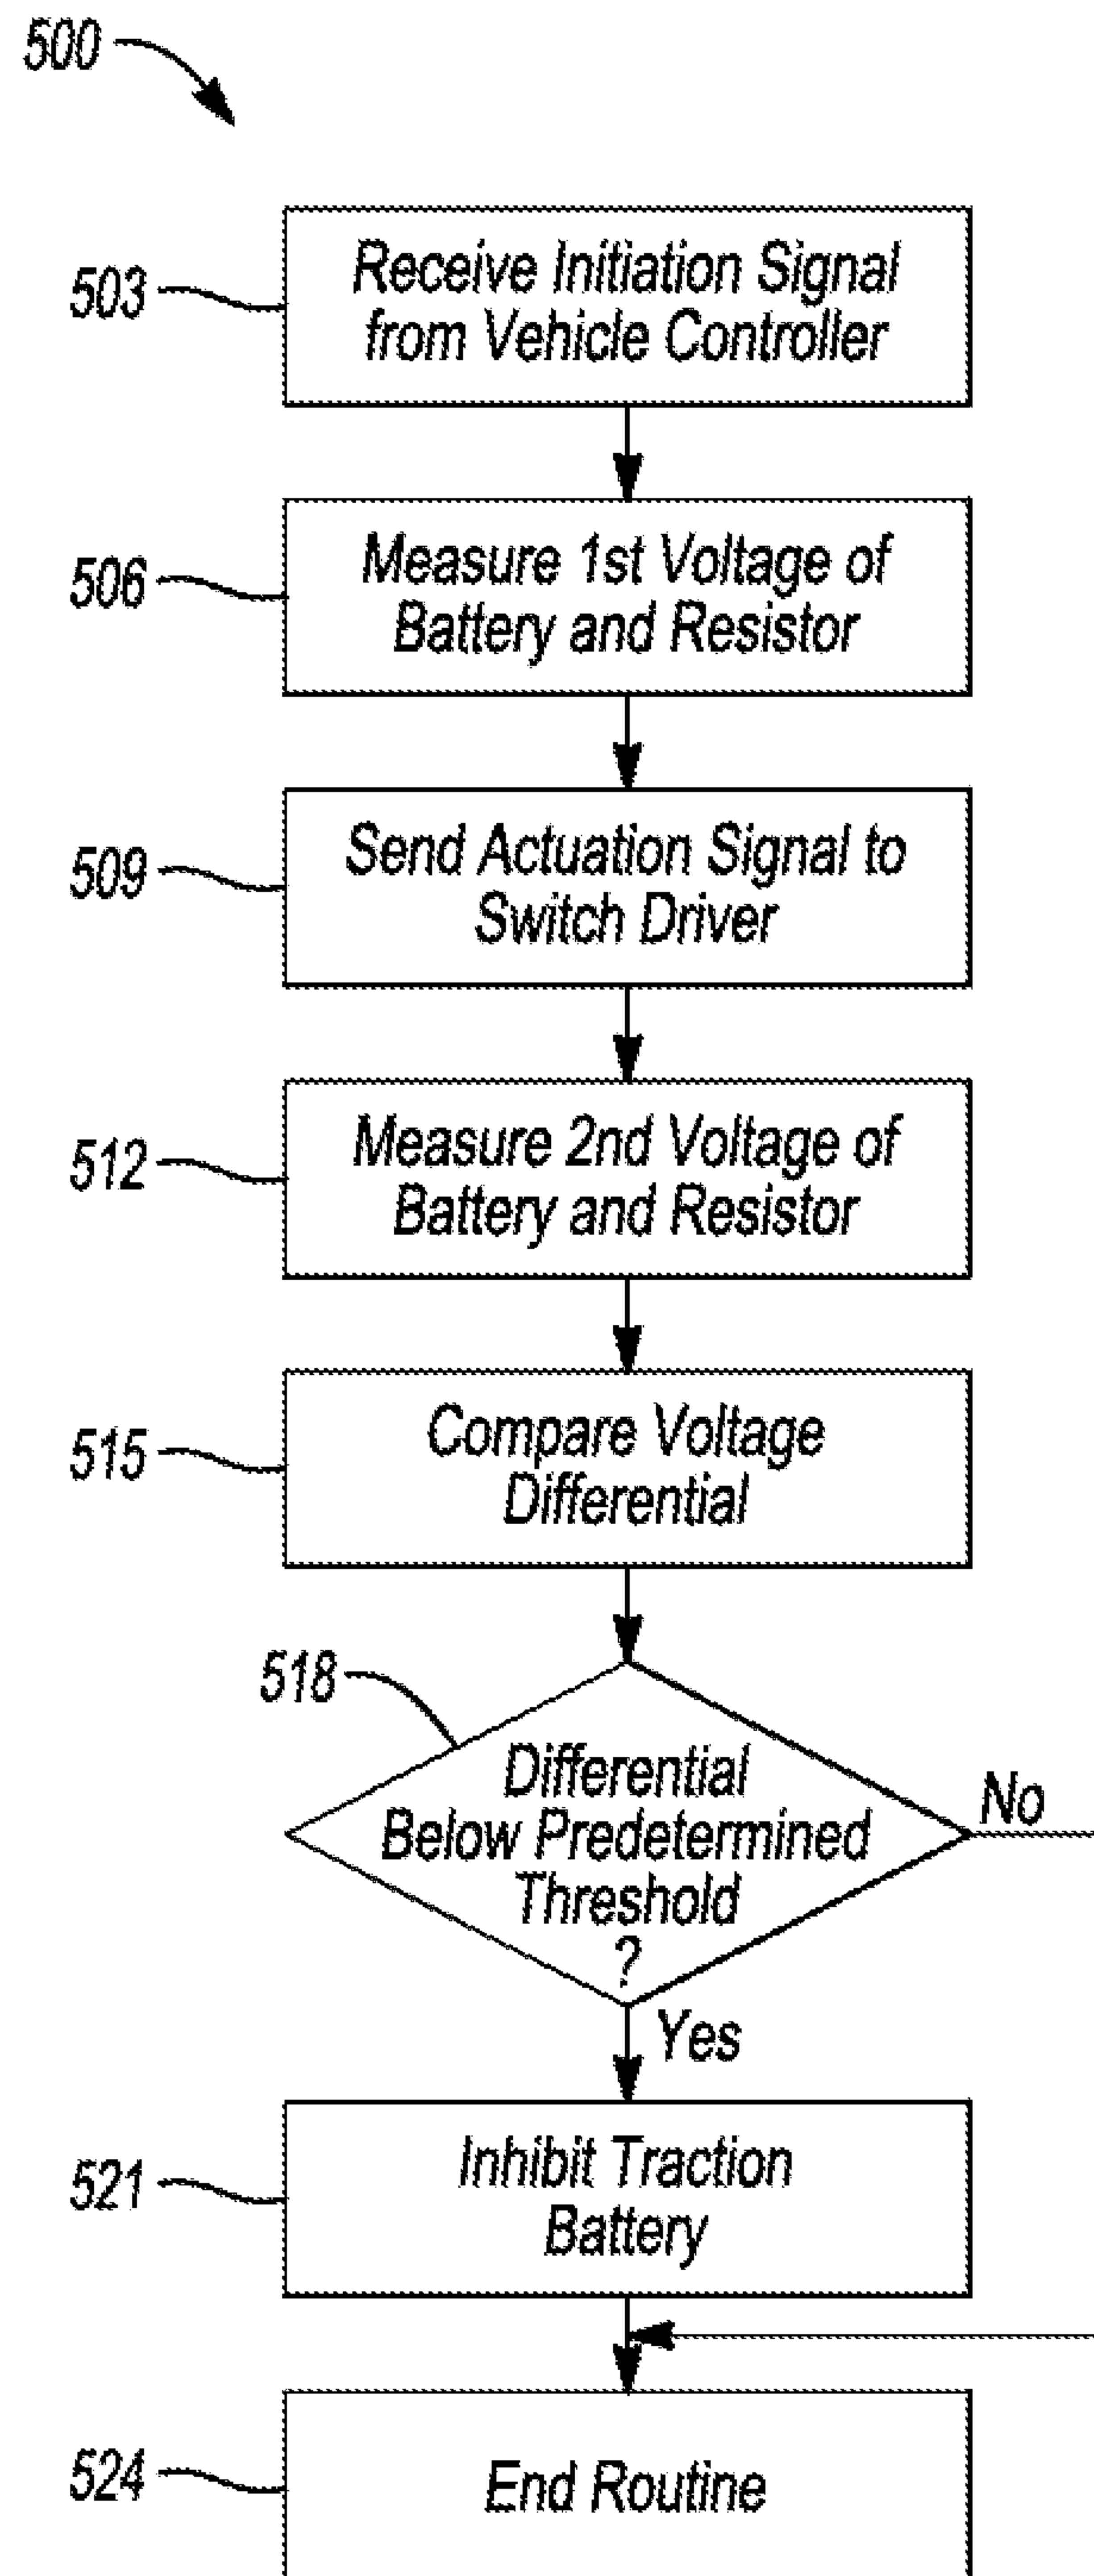 500
503
Receive Initiation Signal
from Vehicle Controller
506
Measure 1st Voltage of
Battery and Resistor
509
Send Actuation Signal to
Switch Driver
512
Measure 2nd Voltage of
Battery and Resistor
515
Compare Voltage
Differential
518
Differential
Below Predetermined
Threshold
?
No
Yes
521
Inhibit Traction
Battery
524
End Routine